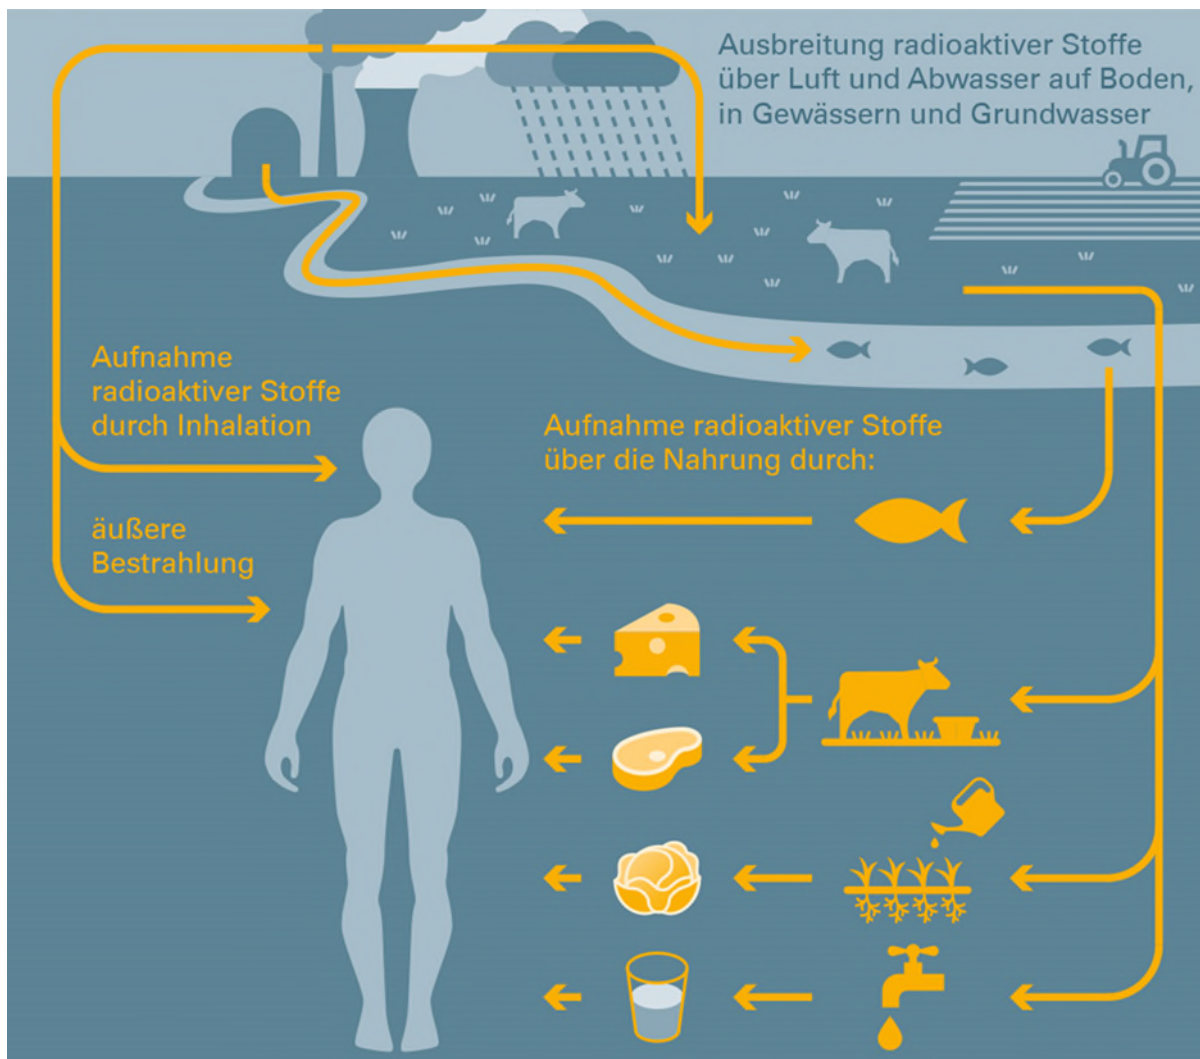 Ausbreitung radioaktiver Stoffe
über Luft und Abwasser auf Boden,
in Gewässern und Grundwasser
Aufnahme
radioaktiver Stoffe
durch Inhalation
äußere
Bestrahlung
Aufnahme radioaktiver Stoffe
über die Nahrung durch: